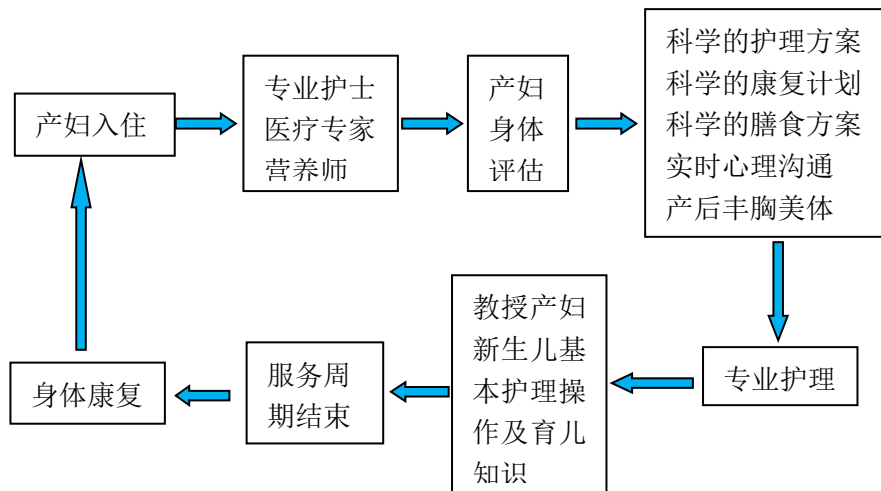 产妇入住
专业护士
医疗专家
营养师
产妇
身体
评估
科学的护理方案
科学的康复计划
科学的膳食方案
实时心理沟通
产后丰胸美体
专业护理
教授产妇
新生儿基
本护理操
作及育儿
知识
服务周
期结束
身体康复